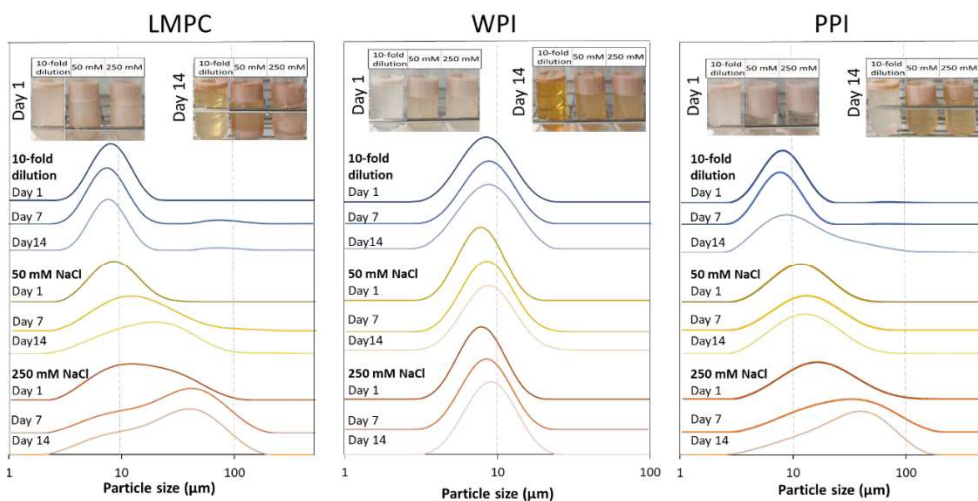 LMPC
Day 1
10-fold dilution
50 mM
250 mM
Day 14
10-fold dilution
50 mM
250 mM
10-fold dilution
Day 1
Day 7
Day14
50 mM NaCl
Day 1
Day 7
Day14
250 mM NaCl
Day 1
Day 7
Day 14
1
10
100
Particle size (µm)
WPI
Day 1
10-fold dilution
50 mM
250 mM
Day 14
10-fold dilution
50 mM
250 mM
10-fold dilution
Day 1
Day 7
Day14
50 mM NaCl
Day 1
Day 7
Day14
250 mM NaCl
Day 1
Day 7
Day 14
1
10
100
Particle size (µm)
PPI
Day 1
10-fold dilution
50 mM
250 mM
Day 14
10-fold dilution
50 mM
250 mM
10-fold dilution
Day 1
Day 7
Day14
50 mM NaCl
Day 1
Day 7
Day14
250 mM NaCl
Day 1
Day 7
Day 14
1
10
100
Particle size (µm)